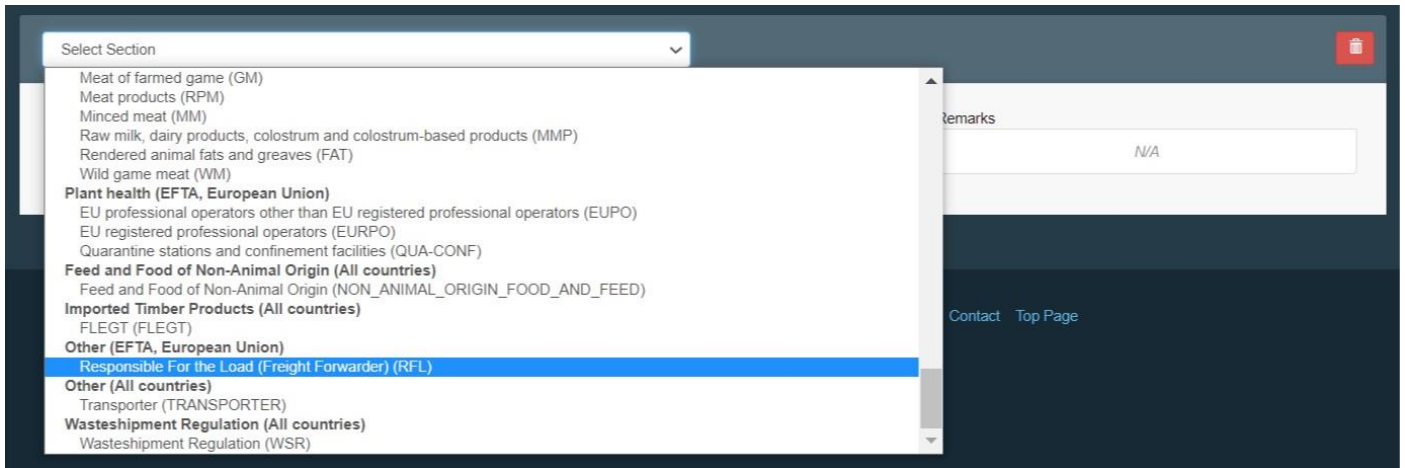 Select Section
Meat of farmed game (GM)
Meat products (RPM)
Minced meat (MM)
Raw milk, dairy products, colostrum and colostrum-based products (MMP)
Rendered animal fats and greaves (FAT)
Wild game meat (WM)
Plant health (EFTA, European Union)
EU professional operators other than EU registered professional operators (EUPO)
EU registered professional operators (EURPO)
Quarantine stations and confinement facilities (QUA-CONF)
Feed and Food of Non-Animal Origin (All countries)
Feed and Food of Non-Animal Origin (NON_ANIMAL_ORIGIN_FOOD_AND_FEED)
Imported Timber Products (All countries)
FLEGT (FLEGT)
Other (EFTA, European Union)
Responsible For the Load (Freight Forwarder) (RFL)
Other (All countries)
Transporter (TRANSPORTER)
Wasteshipment Regulation (All countries)
Wasteshipment Regulation (WSR)
Remarks
N/A
Contact Top Page